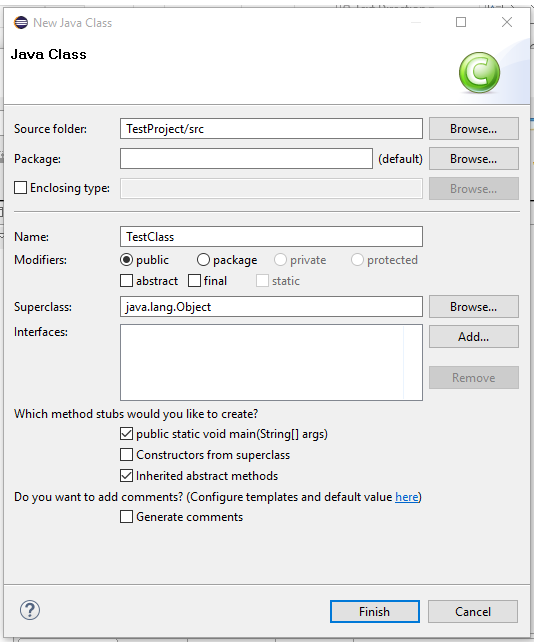 New Java Class
Java Class
Source folder: TestProject/src Browse...
Package: (default) Browse...
Enclosing type: Browse...
Name: TestClass
Modifiers: public package private protected
abstract final static
Superclass: java.lang.Object Browse...
Interfaces: Add...
Remove
Which method stubs would you like to create?
public static void main(String[] args)
Constructors from superclass
Inherited abstract methods
Do you want to add comments? (Configure templates and default value here)
Generate comments
Finish Cancel